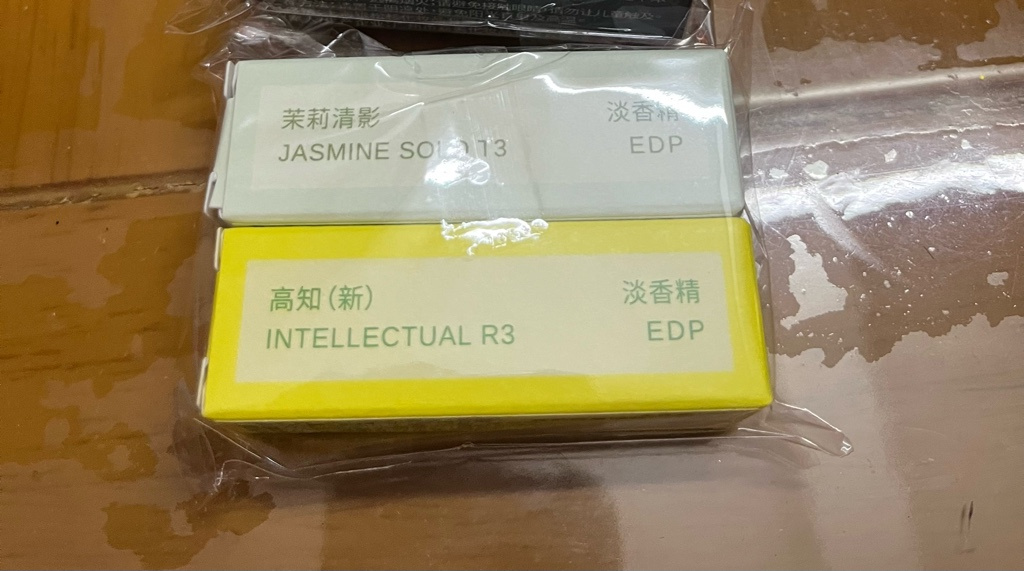 茉莉清影
淡香精
JASMINE SOLO T3
EDP
高知(新)
淡香精
INTELLECTUAL R3
EDP